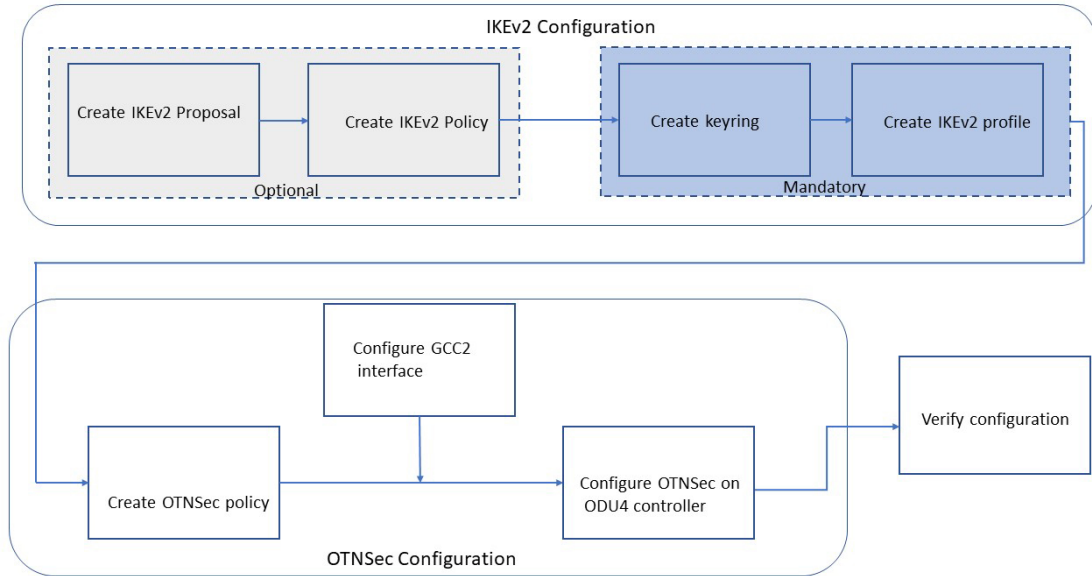 IKEv2 Configuration
Create IKEv2 Proposal
Create IKEv2 Policy
Create keyring
Create IKEv2 profile
Optional
Mandatory
Configure GCC2
interface
Create OTNSec policy
Configure OTNSec on
ODU4 controller
Verify configuration
OTNSec Configuration